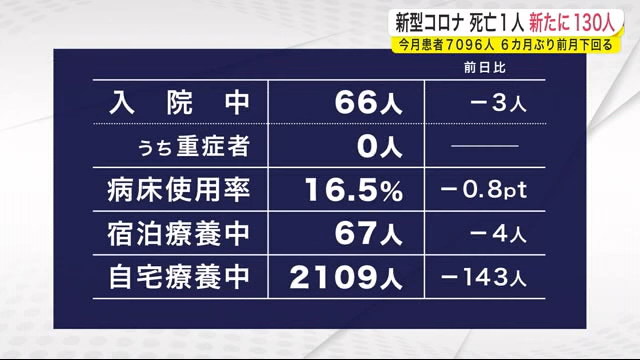 新型コロナ 死亡1人 新たに130人
今月患者7096人 6カ月ぶり前月下回る
前日比
入院中 66人 −3人
うち重症者 0人 ――
病床使用率 16.5% −0.8pt
宿泊療養中 67人 −4人
自宅療養中 2109人 −143人